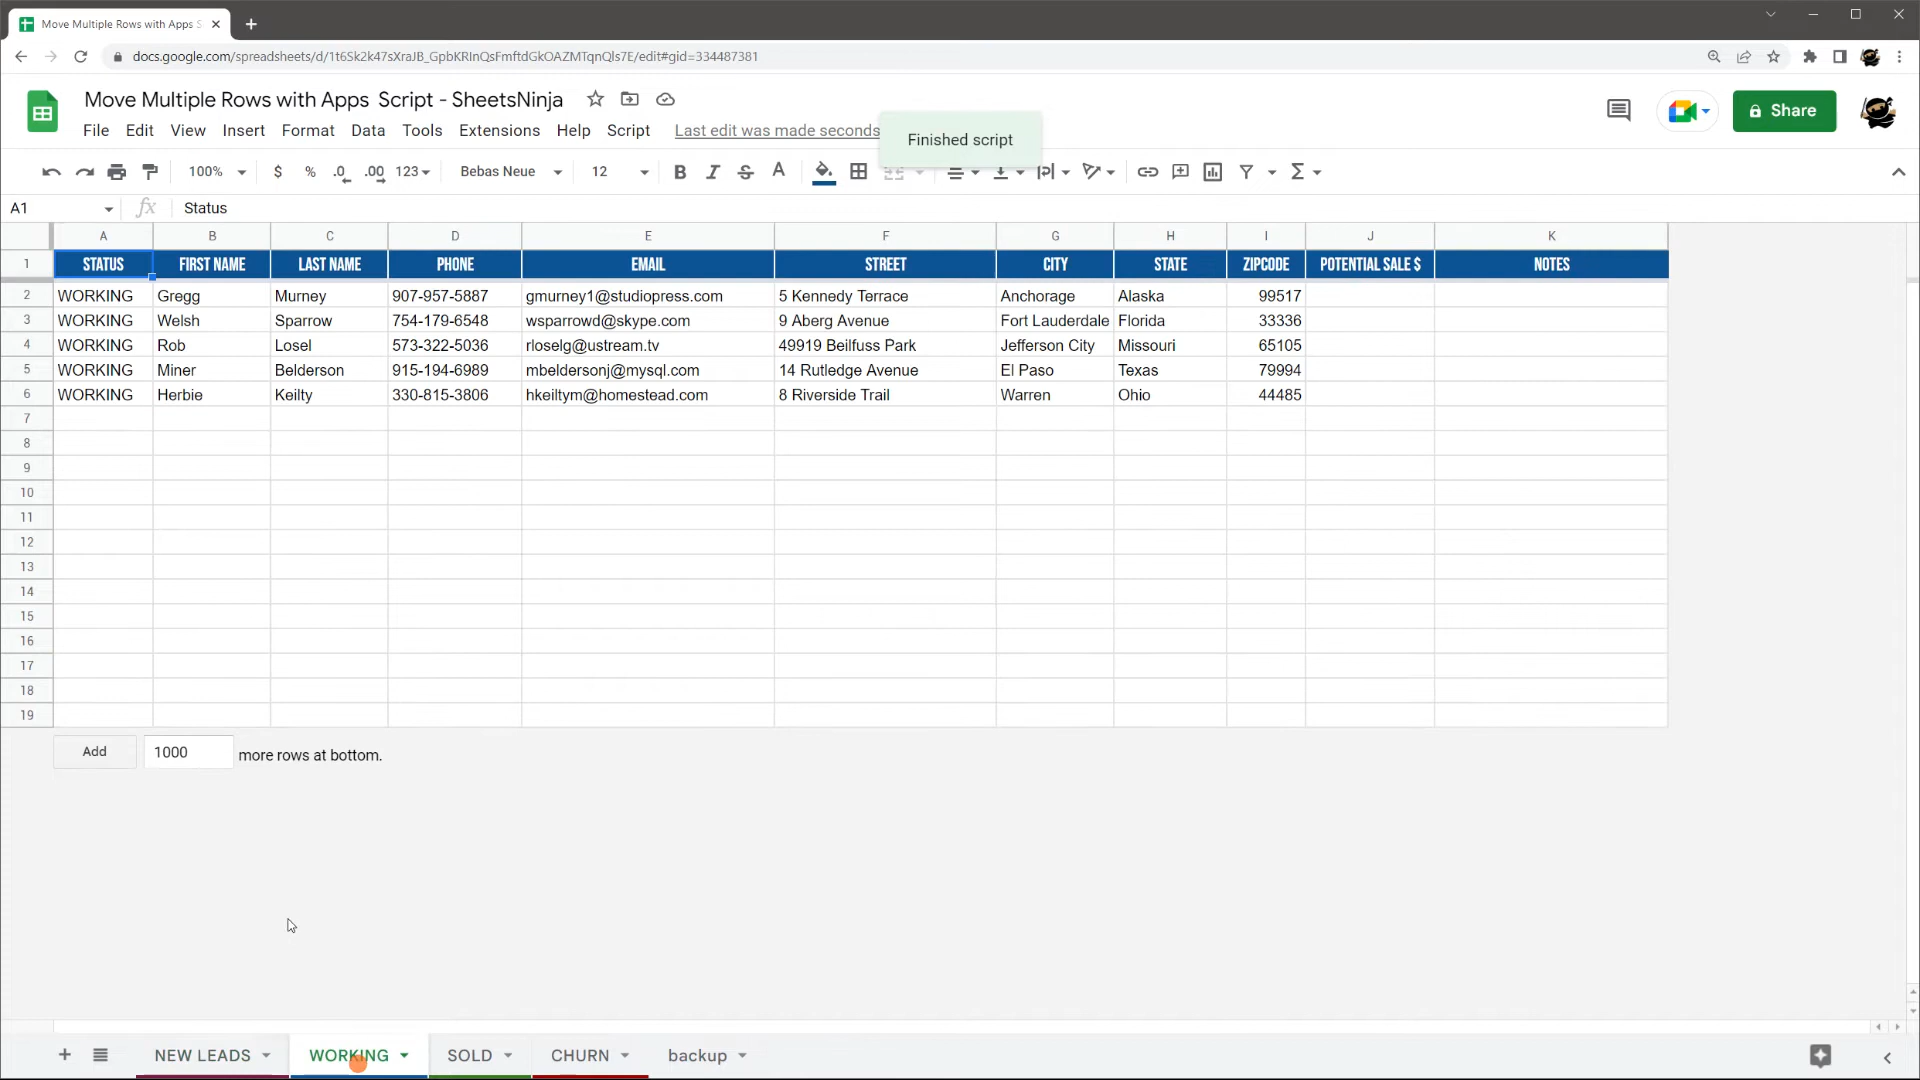 Move Multiple Rows with Apps S
docs.google.com/spreadsheets/d/1t6Sk2k47sXraJB_GpbKRInQsFmftdGkOAZMTqnQls7E/edit#gid=334487381
Move Multiple Rows with Apps Script - SheetsNinja
File Edit View Insert Format Data Tools Extensions Help Script Last edit was made seconds
Finished script
Share
100% $ % .0 .00 123 Bebas Neue 12 B I S A
A1 fx Status
A B C D E F G H I J K
1 STATUS FIRST NAME LAST NAME PHONE EMAIL STREET CITY STATE ZIPCODE POTENTIAL SALE $ NOTES
2 WORKING Gregg Murney 907-957-5887 gmurney1@studiopress.com 5 Kennedy Terrace Anchorage Alaska 99517
3 WORKING Welsh Sparrow 754-179-6548 wsparrowd@skype.com 9 Aberg Avenue Fort Lauderdale Florida 33336
4 WORKING Rob Losel 573-322-5036 rloselg@ustream.tv 49919 Beilfuss Park Jefferson City Missouri 65105
5 WORKING Miner Belderson 915-194-6989 mbeldersonj@mysql.com 14 Rutledge Avenue El Paso Texas 79994
6 WORKING Herbie Keilty 330-815-3806 hkeiltym@homestead.com 8 Riverside Trail Warren Ohio 44485
7
8
9
10
11
12
13
14
15
16
17
18
19
Add 1000 more rows at bottom.
NEW LEADS WORKING SOLD CHURN backup